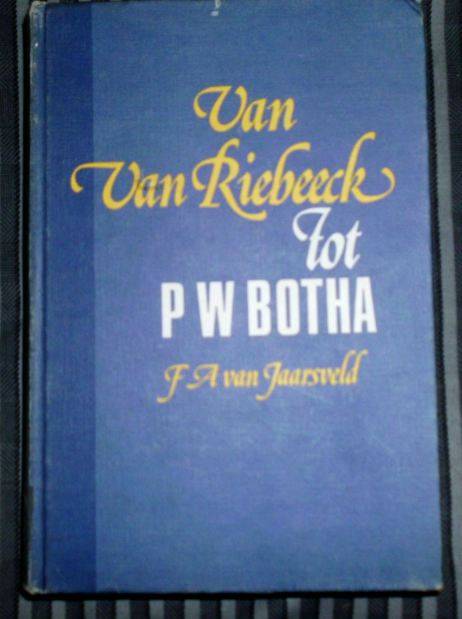 Van
Van Riebeeck
tot
P W BOTHA
F A van Jaarsveld